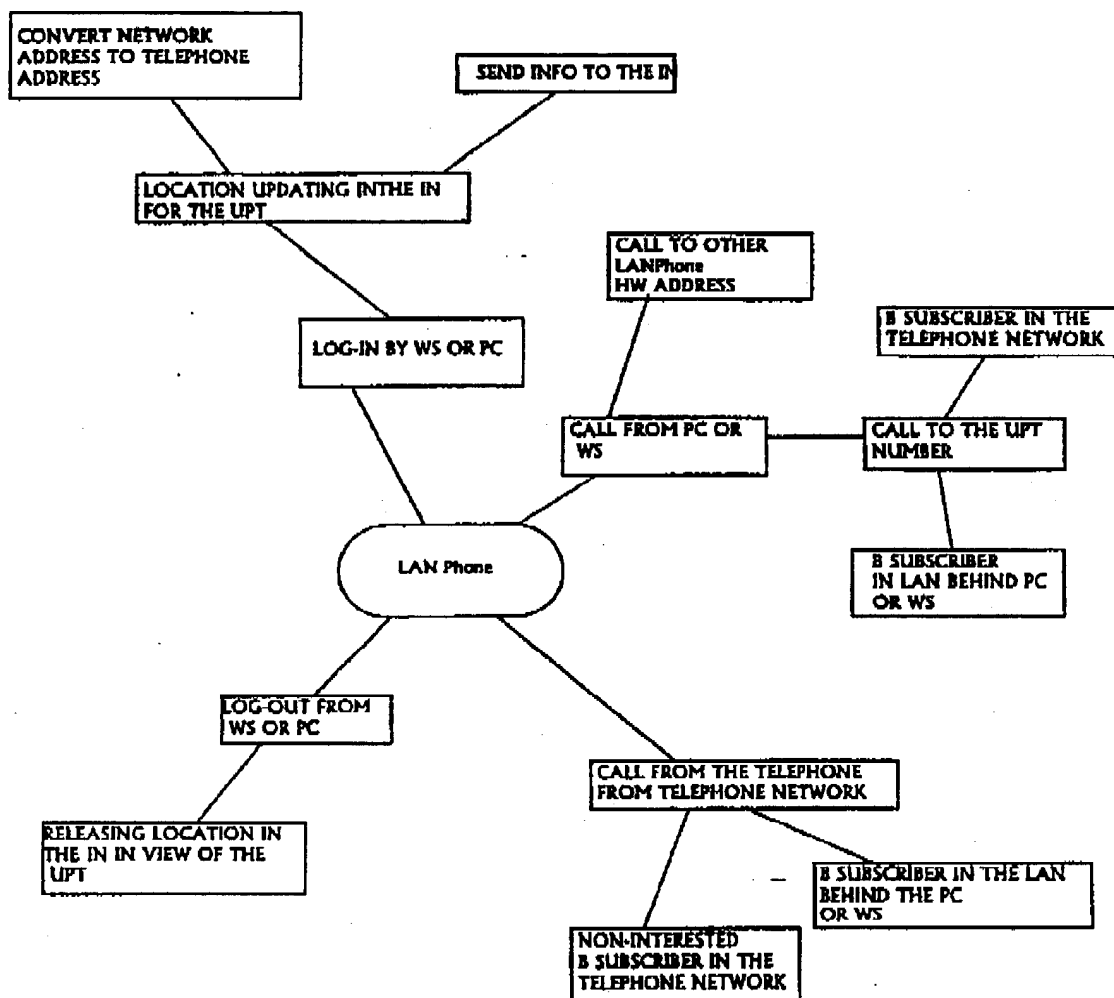 CONVERT NETWORK
ADDRESS TO TELEPHONE
ADDRESS
SEND INFO TO THE IN
LOCATION UPDATING INTHE IN
FOR THE UPT
CALL TO OTHER
LANPhone
HW ADDRESS
B SUBSCRIBER IN THE
TELEPHONE NETWORK
LOG-IN BY WS OR PC
CALL FROM PC OR
WS
CALL TO THE UPT
NUMBER
LAN Phone
B SUBSCRIBER
IN LAN BEHIND PC
OR WS
LOG-OUT FROM
WS OR PC
CALL FROM THE TELEPHONE
FROM TELEPHONE NETWORK
RELEASING LOCATION IN
THE IN IN VIEW OF THE
UPT
B SUBSCRIBER IN THE LAN
BEHIND THE PC
OR WS
NON-INTERESTED
B SUBSCRIBER IN THE
TELEPHONE NETWORK